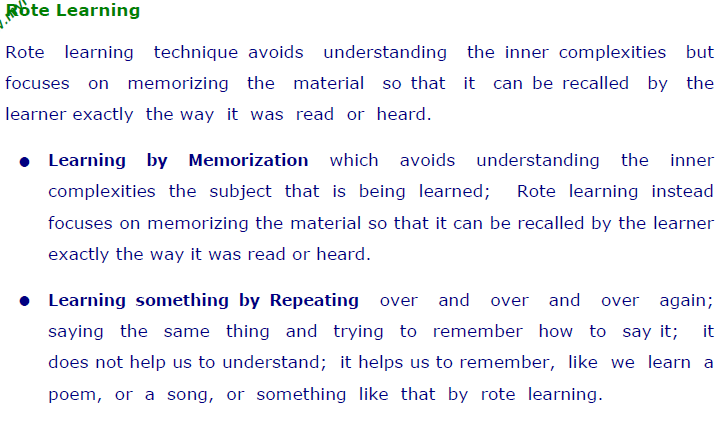 Rote Learning
Rote learning technique avoids understanding the inner complexities but
focuses on memorizing the material so that it can be recalled by the
learner exactly the way it was read or heard.
● Learning by Memorization which avoids understanding the inner
complexities the subject that is being learned; Rote learning instead
focuses on memorizing the material so that it can be recalled by the learner
exactly the way it was read or heard.
● Learning something by Repeating over and over and over again;
saying the same thing and trying to remember how to say it; it
does not help us to understand; it helps us to remember, like we learn a
poem, or a song, or something like that by rote learning.